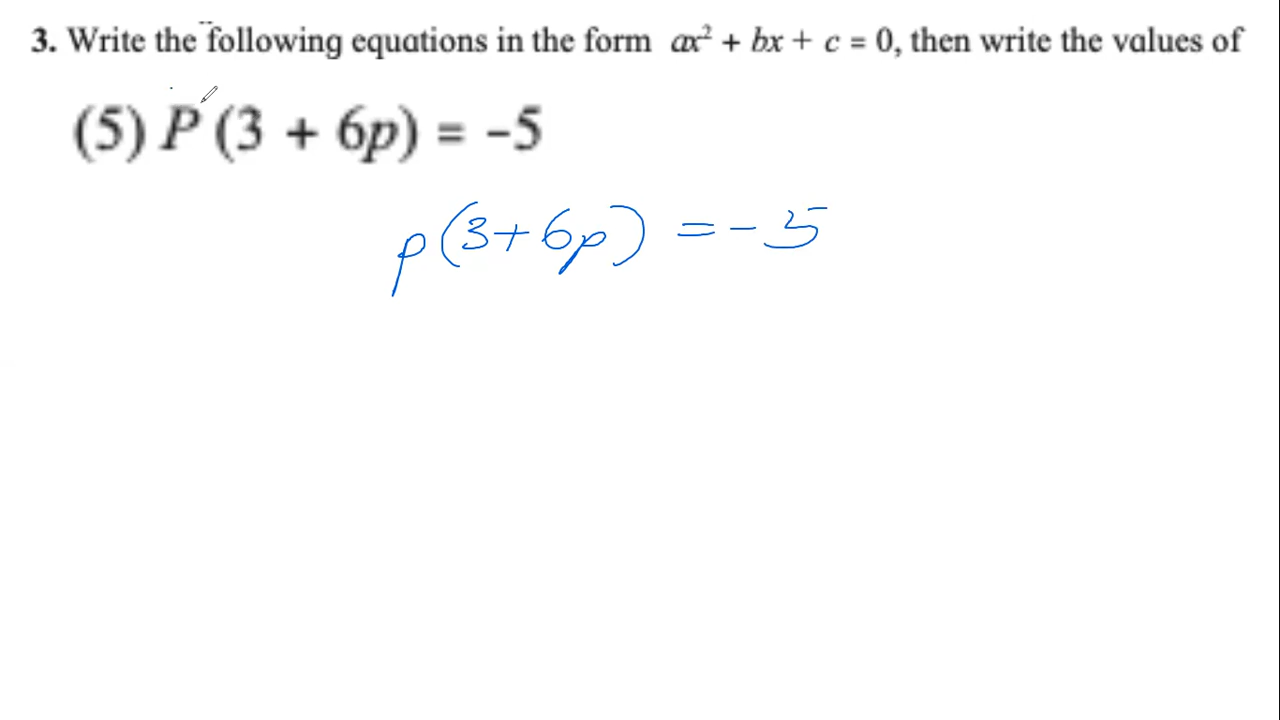 3. Write the following equations in the form ax² + bx + c = 0, then write the values of
(5) P (3 + 6p) = -5
p(3+6p) = -5